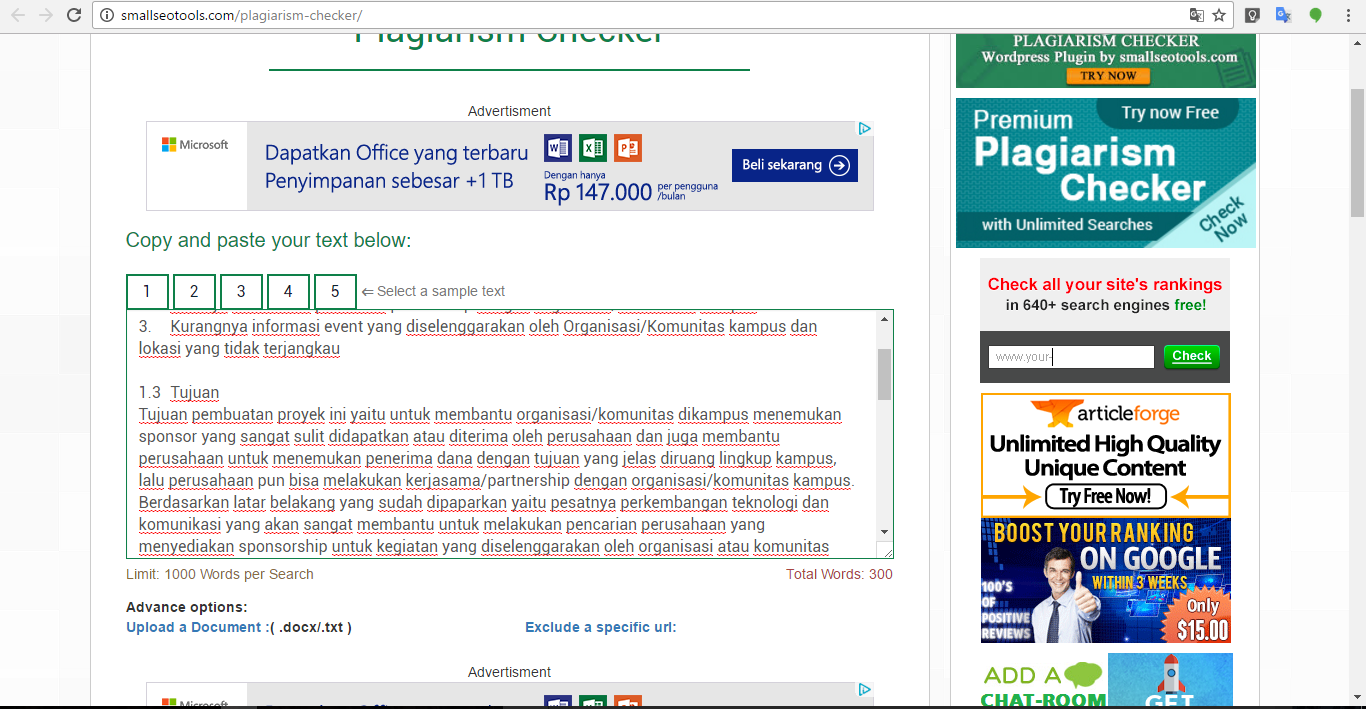 smallseotools.com/plagiarism-checker/
Plagiarism Checker
Advertisment
Microsoft
Dapatkan Office yang terbaru
Penyimpanan sebesar +1 TB
Dengan hanya
Rp 147.000 per pengguna
/bulan
Beli sekarang
Copy and paste your text below:
1 2 3 4 5 ⇐ Select a sample text
3. Kurangnya informasi event yang diselenggarakan oleh Organisasi/Komunitas kampus dan
lokasi yang tidak terjangkau
1.3 Tujuan
Tujuan pembuatan proyek ini yaitu untuk membantu organisasi/komunitas dikampus menemukan
sponsor yang sangat sulit didapatkan atau diterima oleh perusahaan dan juga membantu
perusahaan untuk menemukan penerima dana dengan tujuan yang jelas diruang lingkup kampus,
lalu perusahaan pun bisa melakukan kerjasama/partnership dengan organisasi/komunitas kampus.
Berdasarkan latar belakang yang sudah dipaparkan yaitu pesatnya perkembangan teknologi dan
komunikasi yang akan sangat membantu untuk melakukan pencarian perusahaan yang
menyediakan sponsorship untuk kegiatan yang diselenggarakan oleh organisasi atau komunitas
Limit: 1000 Words per Search
Total Words: 300
Advance options:
Upload a Document :( .docx/.txt )
Exclude a specific url:
Advertisment
Microsoft
PLAGIARISM CHECKER
Wordpress Plugin by smallseotools.com
TRY NOW
Try now Free
Premium
Plagiarism
Checker
with Unlimited Searches
Check
Now
Check all your site's rankings
in 640+ search engines free!
www.your-
Check
articleforge
Unlimited High Quality
Unique Content
Try Free Now!
BOOST YOUR RANKING
ON GOOGLE
WITHIN 3 WEEKS
100'S
OF
POSITIVE
REVIEWS
Only
$15.00
ADD A
CHAT-ROOM
GET